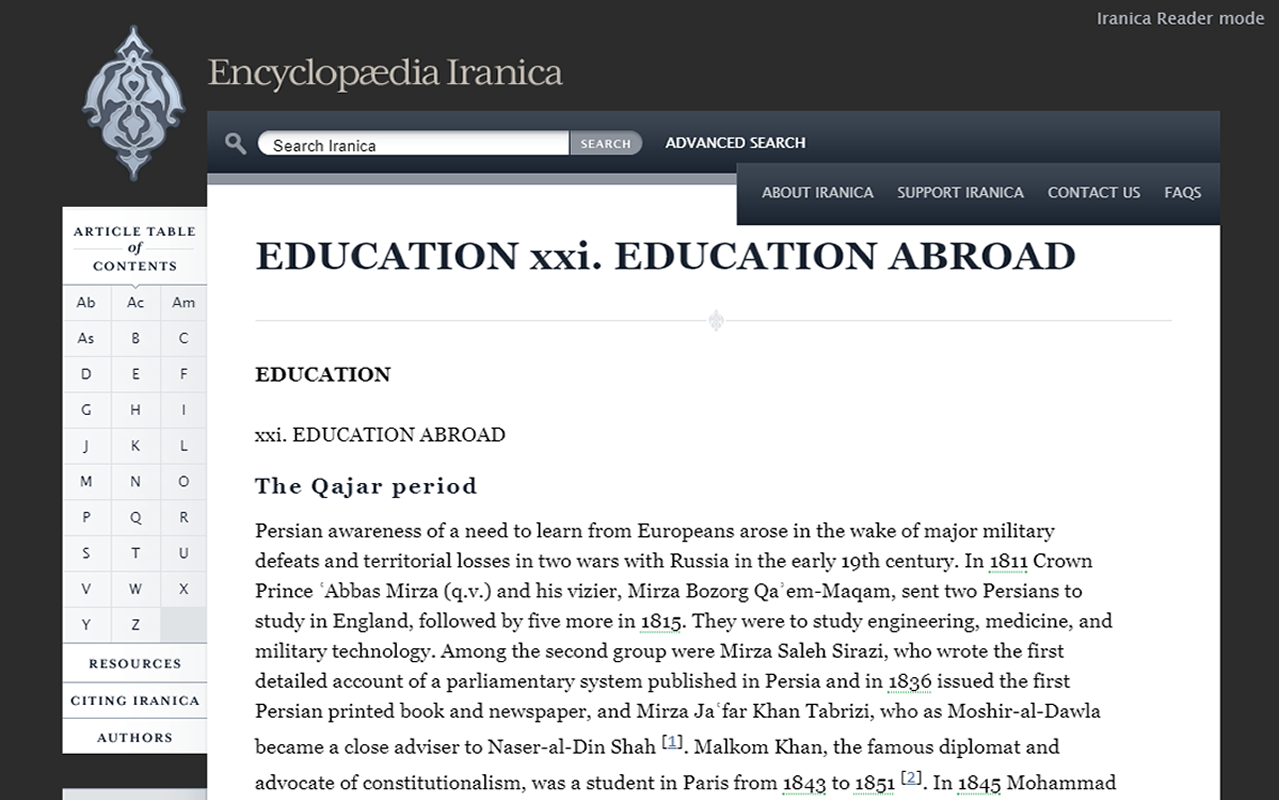 Iranica Reader mode
Encyclopædia Iranica
Search Iranica
SEARCH
ADVANCED SEARCH
ABOUT IRANICA SUPPORT IRANICA CONTACT US FAQS
ARTICLE TABLE
of
CONTENTS
Ab Ac Am
As B C
D E F
G H I
J K L
M N O
P Q R
S T U
V W X
Y Z
RESOURCES
CITING IRANICA
AUTHORS
EDUCATION xxi. EDUCATION ABROAD
EDUCATION
xxi. EDUCATION ABROAD
The Qajar period
Persian awareness of a need to learn from Europeans arose in the wake of major military
defeats and territorial losses in two wars with Russia in the early 19th century. In 1811 Crown
Prince ʿAbbas Mirza (q.v.) and his vizier, Mirza Bozorg Qaʾem-Maqam, sent two Persians to
study in England, followed by five more in 1815. They were to study engineering, medicine, and
military technology. Among the second group were Mirza Saleh Sirazi, who wrote the first
detailed account of a parliamentary system published in Persia and in 1836 issued the first
Persian printed book and newspaper, and Mirza Jaʿfar Khan Tabrizi, who as Moshir-al-Dawla
became a close adviser to Naser-al-Din Shah [1]. Malkom Khan, the famous diplomat and
advocate of constitutionalism, was a student in Paris from 1843 to 1851 [2]. In 1845 Mohammad